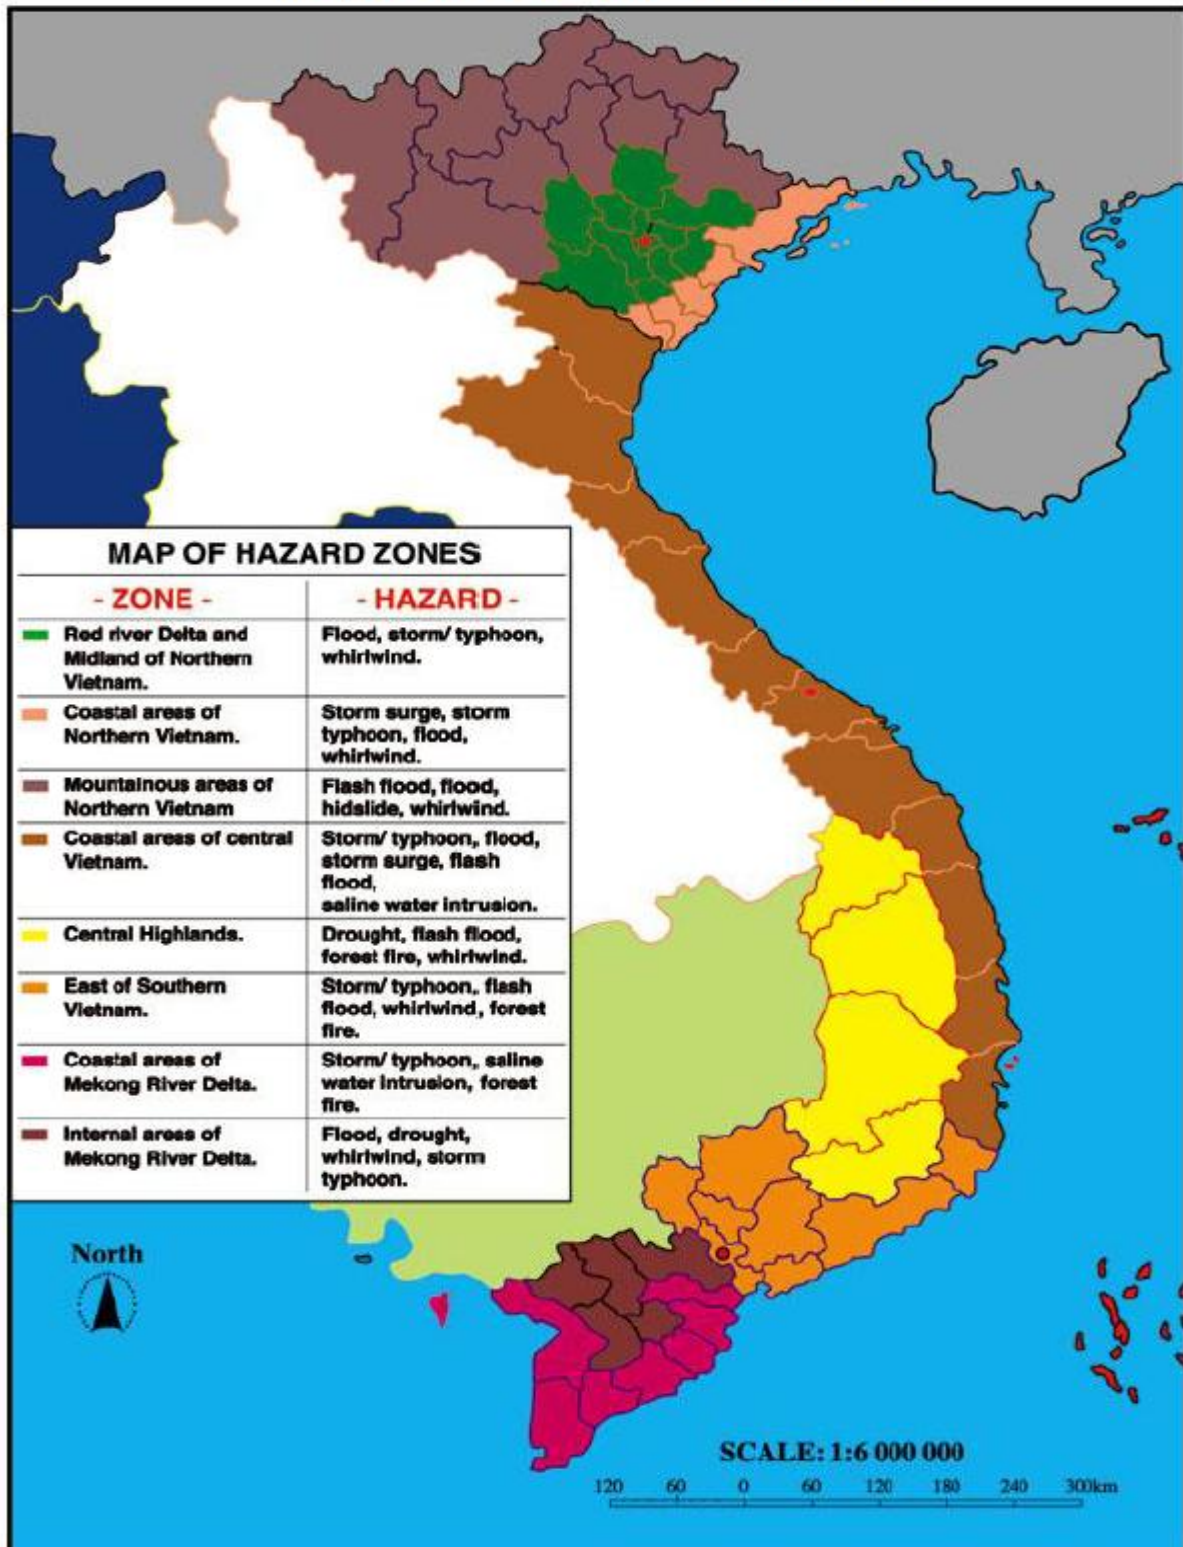 MAP OF HAZARD ZONES
- ZONE -
- HAZARD -
Red river Delta and
Midland of Northern
Vietnam.
Flood, storm/ typhoon,
whirlwind.
Coastal areas of
Northern Vietnam.
Storm surge, storm
typhoon, flood,
whirlwind.
Mountainous areas of
Northern Vietnam
Flash flood, flood,
hidslide, whirlwind.
Coastal areas of central
Vietnam.
Storm/ typhoon,, flood,
storm surge, flash
flood,
saline water intrusion.
Central Highlands.
Drought, flash flood,
forest fire, whirlwind.
East of Southern
Vietnam.
Storm/ typhoon,, flash
flood, whirlwind, forest
fire.
Coastal areas of
Mekong River Delta.
Storm/ typhoon,, saline
water intrusion, forest
fire.
Internal areas of
Mekong River Delta.
Flood, drought,
whirlwind, storm
typhoon.
North
SCALE: 1:6 000 000
120 60 0 60 120 180 240 300km